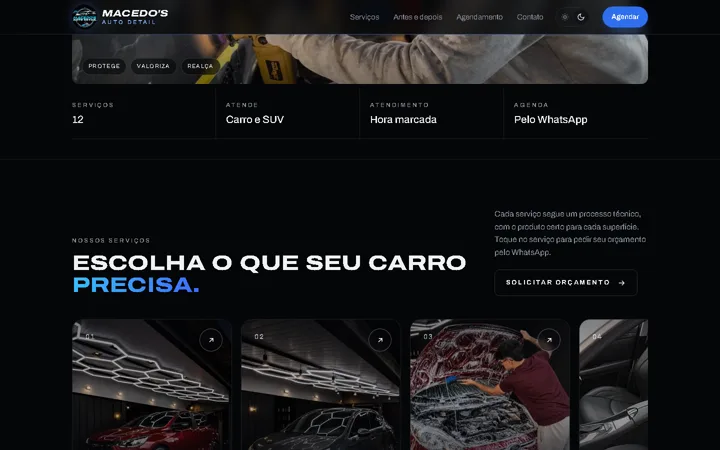 MACEDO'S
AUTO DETAIL
Serviços
Antes e depois
Agendamento
Contato
Agendar
PROTEGE
VALORIZA
REALÇA
SERVIÇOS
12
ATENDE
Carro e SUV
ATENDIMENTO
Hora marcada
AGENDA
Pelo WhatsApp
NOSSOS SERVIÇOS
ESCOLHA O QUE SEU CARRO
PRECISA.
Cada serviço segue um processo técnico,
com o produto certo para cada superfície.
Toque no serviço para pedir seu orçamento
pelo WhatsApp.
SOLICITAR ORÇAMENTO →
01
02
03
04